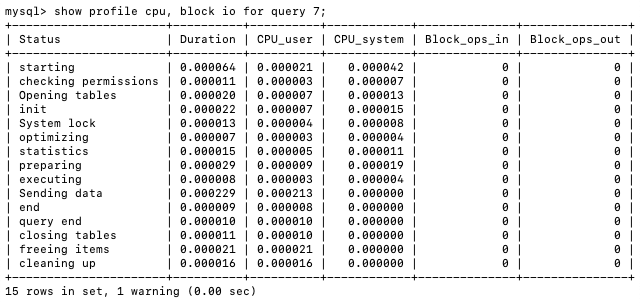 mysql> show profile cpu, block io for query 7;
+----------------------+----------+----------+------------+--------------+---------------+
| Status               | Duration | CPU_user | CPU_system | Block_ops_in | Block_ops_out |
+----------------------+----------+----------+------------+--------------+---------------+
| starting             | 0.000064 | 0.000021 |   0.000042 |            0 |             0 |
| checking permissions | 0.000011 | 0.000003 |   0.000007 |            0 |             0 |
| Opening tables       | 0.000020 | 0.000007 |   0.000013 |            0 |             0 |
| init                 | 0.000022 | 0.000007 |   0.000015 |            0 |             0 |
| System lock          | 0.000013 | 0.000004 |   0.000008 |            0 |             0 |
| optimizing           | 0.000007 | 0.000003 |   0.000004 |            0 |             0 |
| statistics           | 0.000015 | 0.000005 |   0.000011 |            0 |             0 |
| preparing            | 0.000029 | 0.000009 |   0.000019 |            0 |             0 |
| executing            | 0.000008 | 0.000003 |   0.000004 |            0 |             0 |
| Sending data         | 0.000229 | 0.000213 |   0.000000 |            0 |             0 |
| end                  | 0.000009 | 0.000008 |   0.000000 |            0 |             0 |
| query end            | 0.000010 | 0.000010 |   0.000000 |            0 |             0 |
| closing tables       | 0.000011 | 0.000010 |   0.000000 |            0 |             0 |
| freeing items        | 0.000021 | 0.000021 |   0.000000 |            0 |             0 |
| cleaning up          | 0.000016 | 0.000016 |   0.000000 |            0 |             0 |
+----------------------+----------+----------+------------+--------------+---------------+
15 rows in set, 1 warning (0.00 sec)